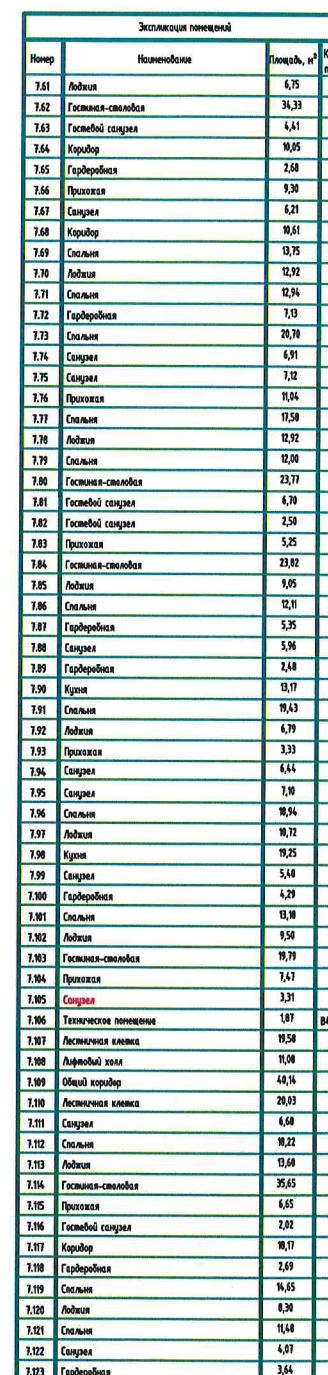 Экспликация помещений
Номер Наименование Площадь, м²
7.61 Лоджия 6,75
7.62 Гостиная-столовая 34,33
7.63 Гостевой санузел 4,41
7.64 Коридор 10,05
7.65 Гардеробная 2,68
7.66 Прихожая 9,30
7.67 Санузел 6,21
7.68 Коридор 10,61
7.69 Спальня 13,75
7.70 Лоджия 12,92
7.71 Спальня 12,94
7.72 Гардеробная 7,13
7.73 Спальня 20,70
7.74 Санузел 6,91
7.75 Санузел 7,12
7.76 Прихожая 11,04
7.77 Спальня 17,58
7.78 Лоджия 12,92
7.79 Спальня 12,00
7.80 Гостиная-столовая 23,77
7.81 Гостевой санузел 6,70
7.82 Гостевой санузел 2,50
7.83 Прихожая 5,25
7.84 Гостиная-столовая 23,82
7.85 Лоджия 9,05
7.86 Спальня 12,11
7.87 Гардеробная 5,35
7.88 Санузел 5,96
7.89 Гардеробная 2,48
7.90 Кухня 13,17
7.91 Спальня 19,43
7.92 Лоджия 6,79
7.93 Прихожая 3,33
7.94 Санузел 6,44
7.95 Санузел 7,10
7.96 Спальня 18,94
7.97 Лоджия 10,72
7.98 Кухня 19,25
7.99 Санузел 5,40
7.100 Гардеробная 4,29
7.101 Спальня 13,18
7.102 Лоджия 9,50
7.103 Гостиная-столовая 19,79
7.104 Прихожая 7,47
7.105 Санузел 3,31
7.106 Техническое помещение 1,87
7.107 Лестничная клетка 19,58
7.108 Лифтовый холл 11,08
7.109 Общий коридор 40,14
7.110 Лестничная клетка 20,03
7.111 Санузел 6,60
7.112 Спальня 18,22
7.113 Лоджия 13,60
7.114 Гостиная-столовая 35,65
7.115 Прихожая 6,65
7.116 Гостевой санузел 2,02
7.117 Коридор 18,17
7.118 Гардеробная 2,69
7.119 Спальня 14,65
7.120 Лоджия 8,30
7.121 Спальня 11,48
7.122 Санузел 4,07
7.123 Гардеробная 3,64